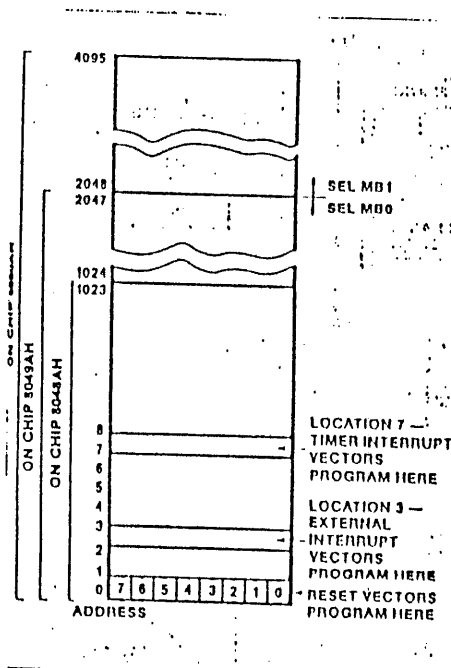 4095
2048
2047
SEL MB1
SEL MB0
1024
1023
ON CHIP
ON CHIP 8049AH
ON CHIP 8048AH
8
7
6
5
4
3
2
1
0
7 6 5 4 3 2 1 0
ADDRESS
LOCATION 7 —
TIMER INTERRUPT
VECTORS
PROGRAM HERE
LOCATION 3 —
EXTERNAL
INTERRUPT
VECTORS
PROGRAM HERE
RESET VECTORS
PROGRAM HERE